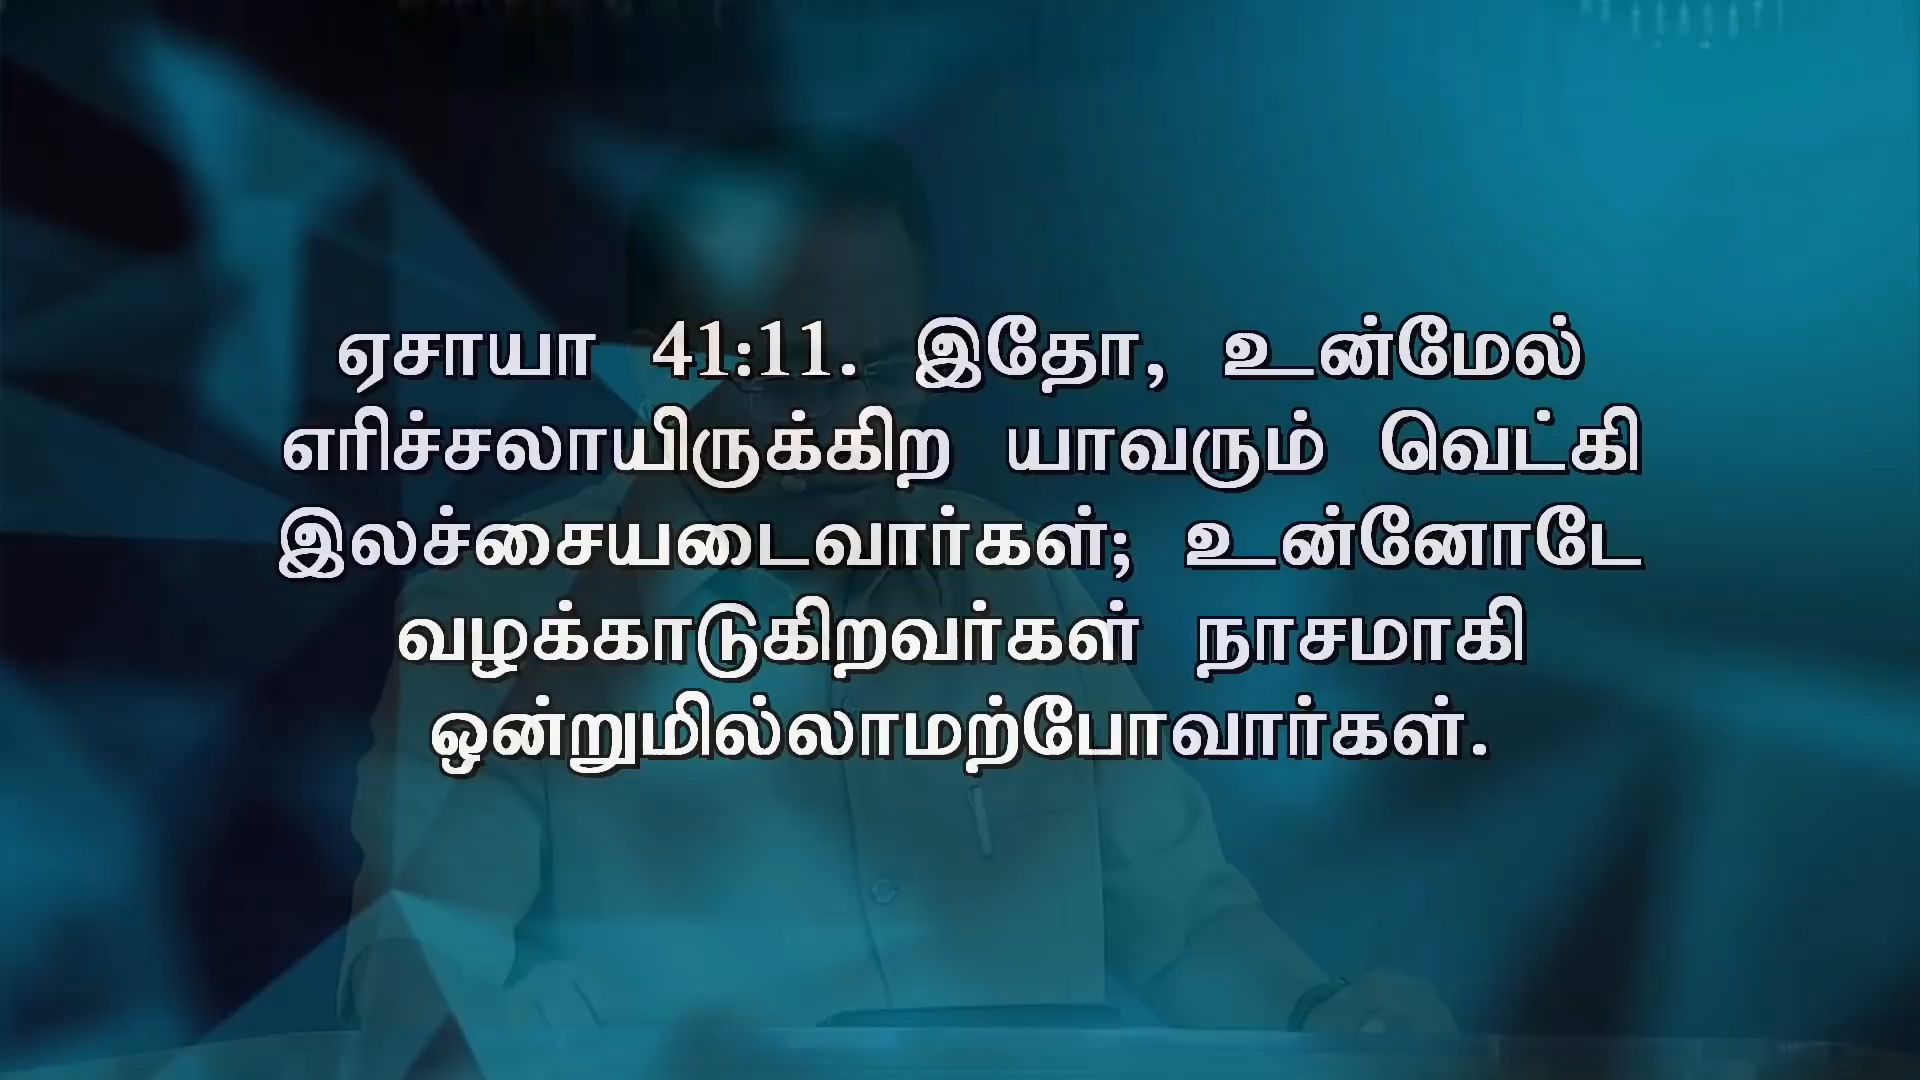 ஏசாயா 41:11. இதோ, உன்மேல்
எரிச்சலாயிருக்கிற யாவரும் வெட்கி
இலச்சையடைவார்கள்; உன்னோடே
வழக்காடுகிறவர்கள் நாசமாகி
ஒன்றுமில்லாமற்போவார்கள்.